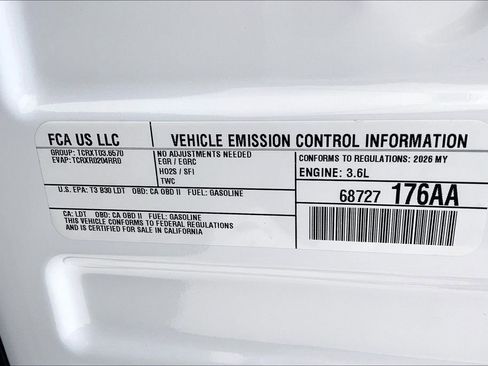 FCA US LLC
VEHICLE EMISSION CONTROL INFORMATION
GROUP: TCRXT03.6570
EVAP: TCRXR0204RR0
NO ADJUSTMENTS NEEDED
EGR / EGRC
HO2S / SFI
TWC
CONFORMS TO REGULATIONS: 2026 MY
ENGINE: 3.6L
U.S. EPA: T3 B30 LDT OBD: CA OBD II FUEL: GASOLINE
68727 176AA
CA: LDT OBD: CA OBD II FUEL: GASOLINE
THIS VEHICLE CONFORMS TO FEDERAL REGULATIONS
AND IS CERTIFIED FOR SALE IN CALIFORNIA